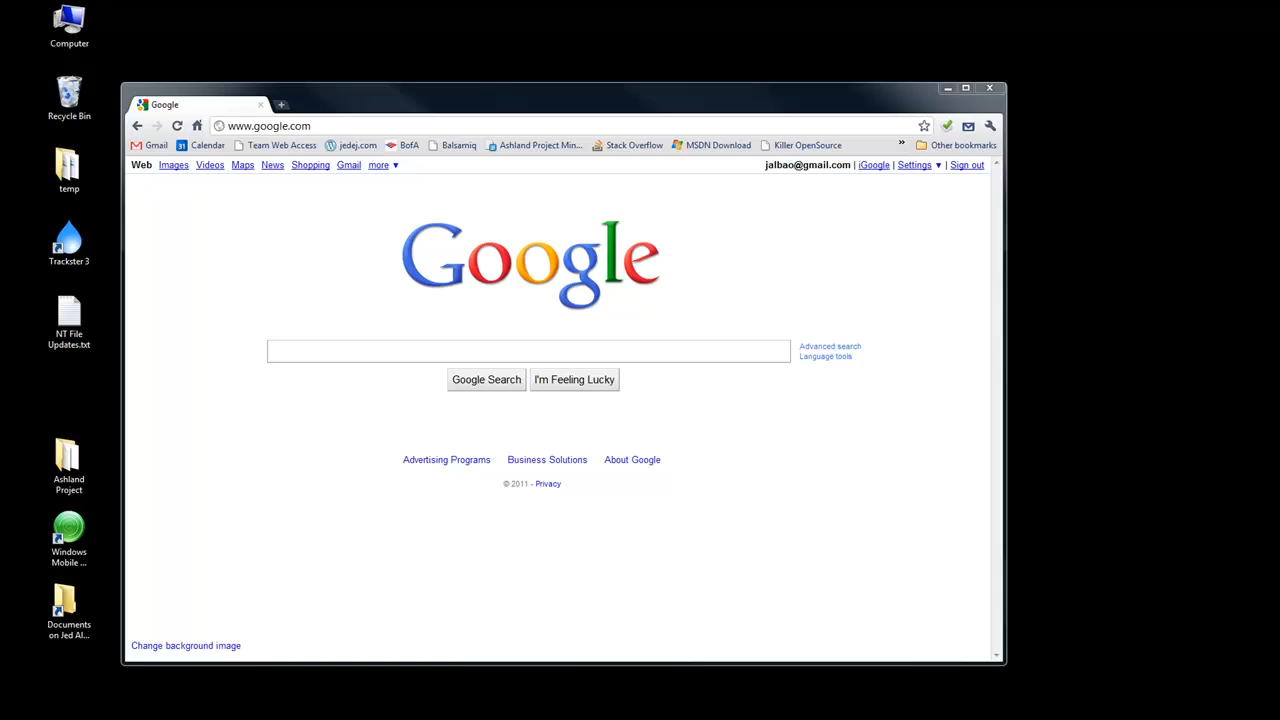 Computer
Recycle Bin
temp
Trackster 3
NT File
Updates.txt
Ashland
Project
Windows
Mobile ...
Documents
on Jed Al...
Google
www.google.com
Gmail Calendar Team Web Access jedej.com BofA Balsamiq Ashland Project Min... Stack Overflow MSDN Download Killer OpenSource » Other bookmarks
Web Images Videos Maps News Shopping Gmail more ▼ jalbao@gmail.com | iGoogle | Settings ▼ | Sign out
Google
Advanced search
Language tools
Google Search I'm Feeling Lucky
Advertising Programs Business Solutions About Google
© 2011 - Privacy
Change background image